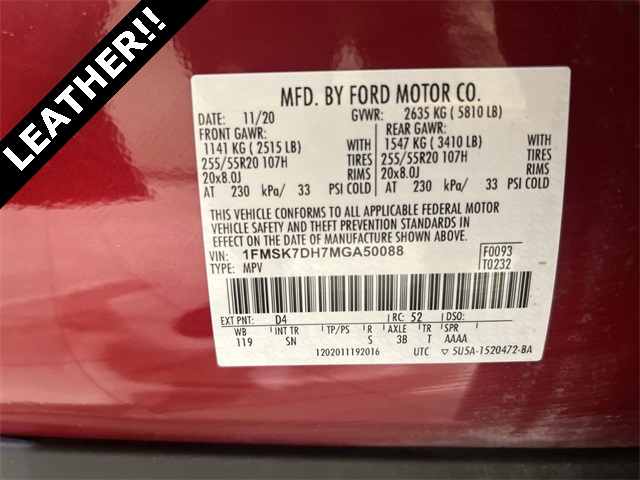 LEATHER!!
MFD. BY FORD MOTOR CO.
DATE: 11/20 GVWR: 2635 KG ( 5810 LB)
FRONT GAWR: REAR GAWR:
1141 KG ( 2515 LB) WITH 1547 KG ( 3410 LB) WITH
255/55R20 107H TIRES 255/55R20 107H TIRES
20x8.0J RIMS 20x8.0J RIMS
AT 230 kPa/ 33 PSI COLD AT 230 kPa/ 33 PSI COLD
THIS VEHICLE CONFORMS TO ALL APPLICABLE FEDERAL MOTOR
VEHICLE SAFETY AND THEFT PREVENTION STANDARDS IN
EFFECT ON THE DATE OF MANUFACTURE SHOWN ABOVE.
VIN: 1FMSK7DH7MGA50088 F0093
TYPE: MPV T0232
EXT PNT: D4 RC: 52 DSO:
WB INT TR TP/PS R AXLE TR SPR
119 SN S 3B T AAAA
1202011192016 UTC 5U5A-1520472-BA